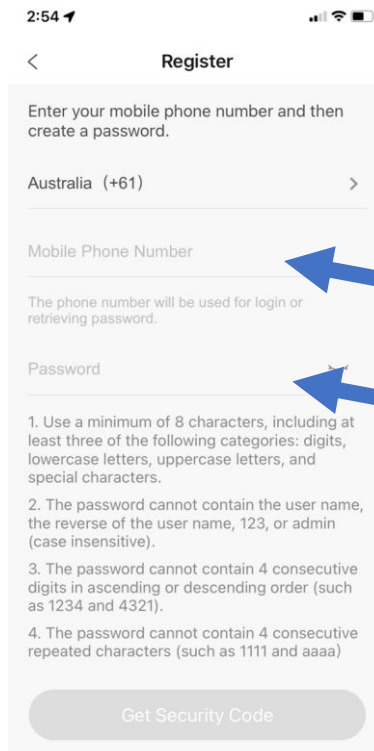 2:54
Register
Enter your mobile phone number and then
create a password.
Australia (+61)
Mobile Phone Number
The phone number will be used for login or
retrieving password.
Password
1. Use a minimum of 8 characters, including at
least three of the following categories: digits,
lowercase letters, uppercase letters, and
special characters.
2. The password cannot contain the user name,
the reverse of the user name, 123, or admin
(case insensitive).
3. The password cannot contain 4 consecutive
digits in ascending or descending order (such
as 1234 and 4321).
4. The password cannot contain 4 consecutive
repeated characters (such as 1111 and aaaa)
Get Security Code